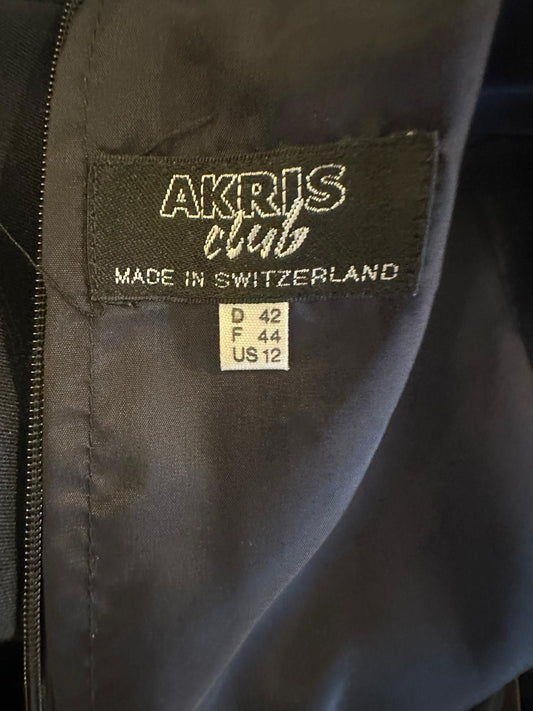 AKRIS
club
MADE IN SWITZERLAND
D 42
F 44
US 12